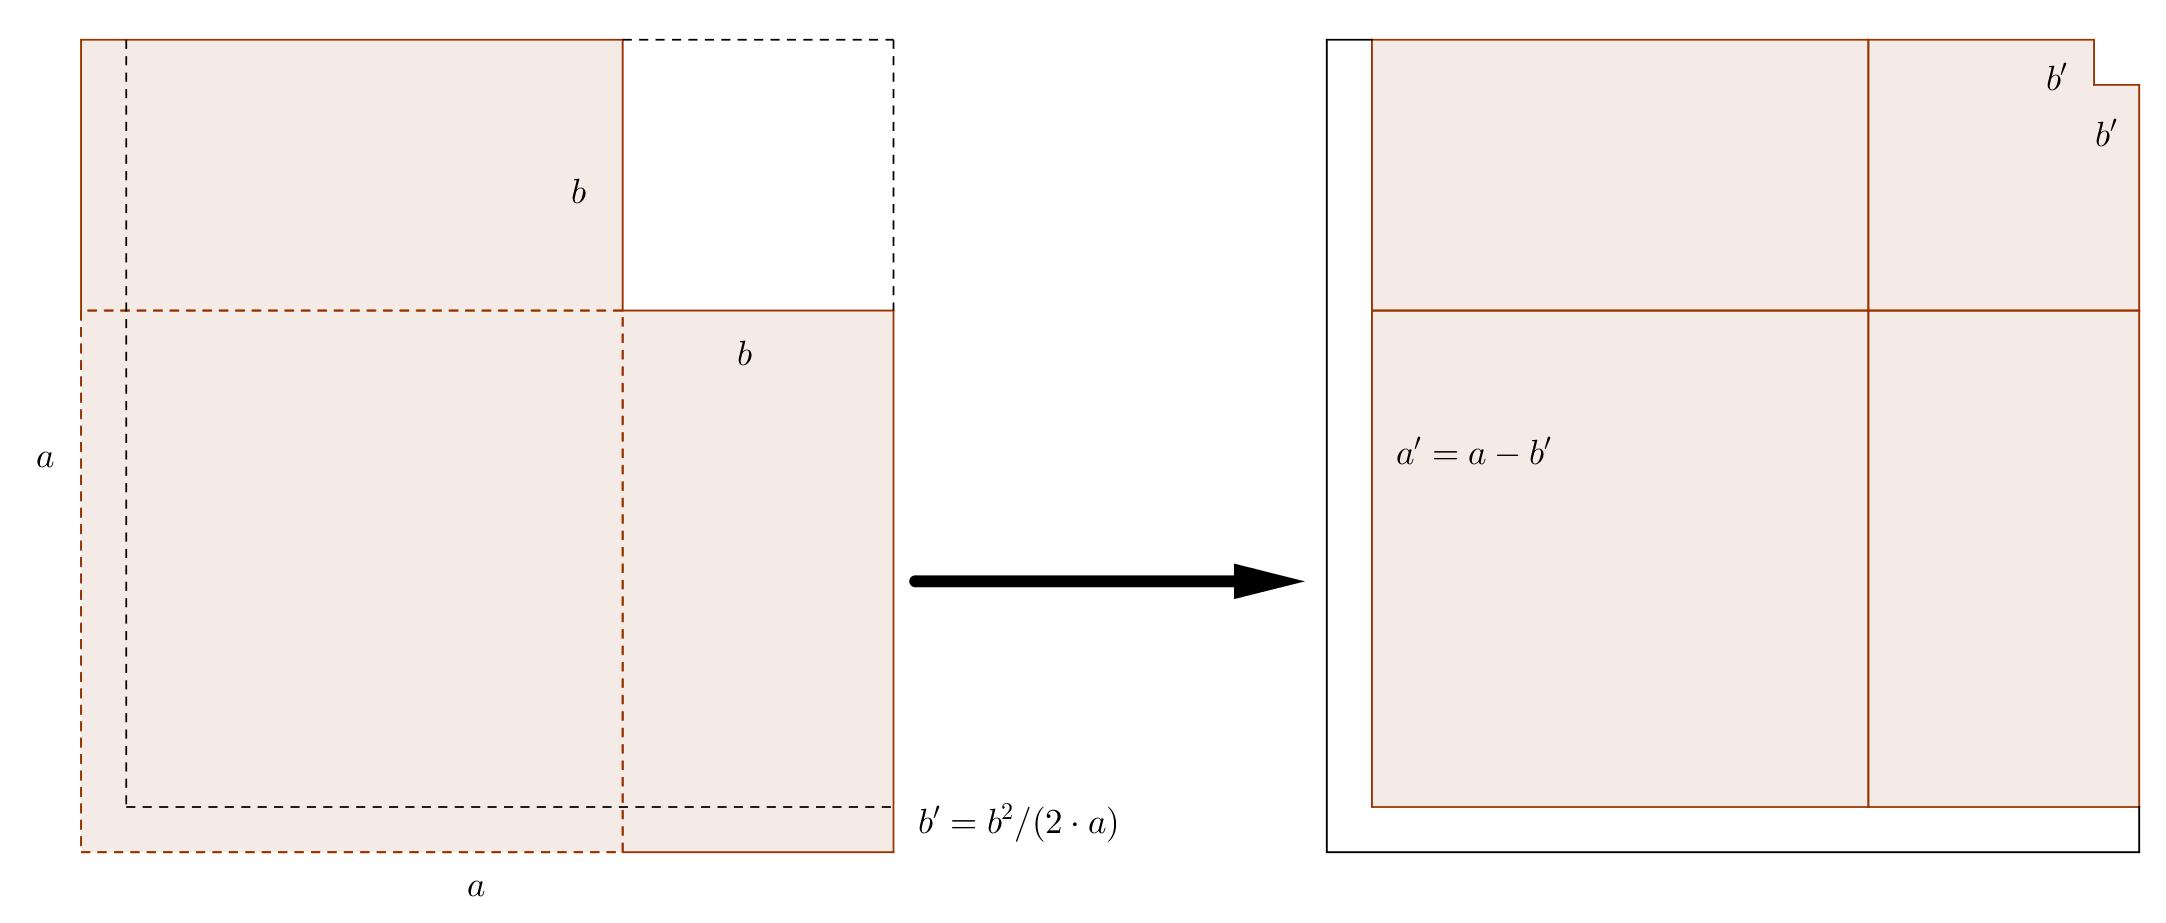 b
b
a
b′ = b²/(2 · a)
a
b′
b′
a′ = a − b′